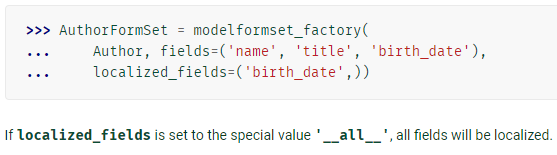 >>> AuthorFormSet = modelformset_factory(
...     Author, fields=('name', 'title', 'birth_date'),
...     localized_fields=('birth_date',))
If localized_fields is set to the special value '__all__', all fields will be localized.